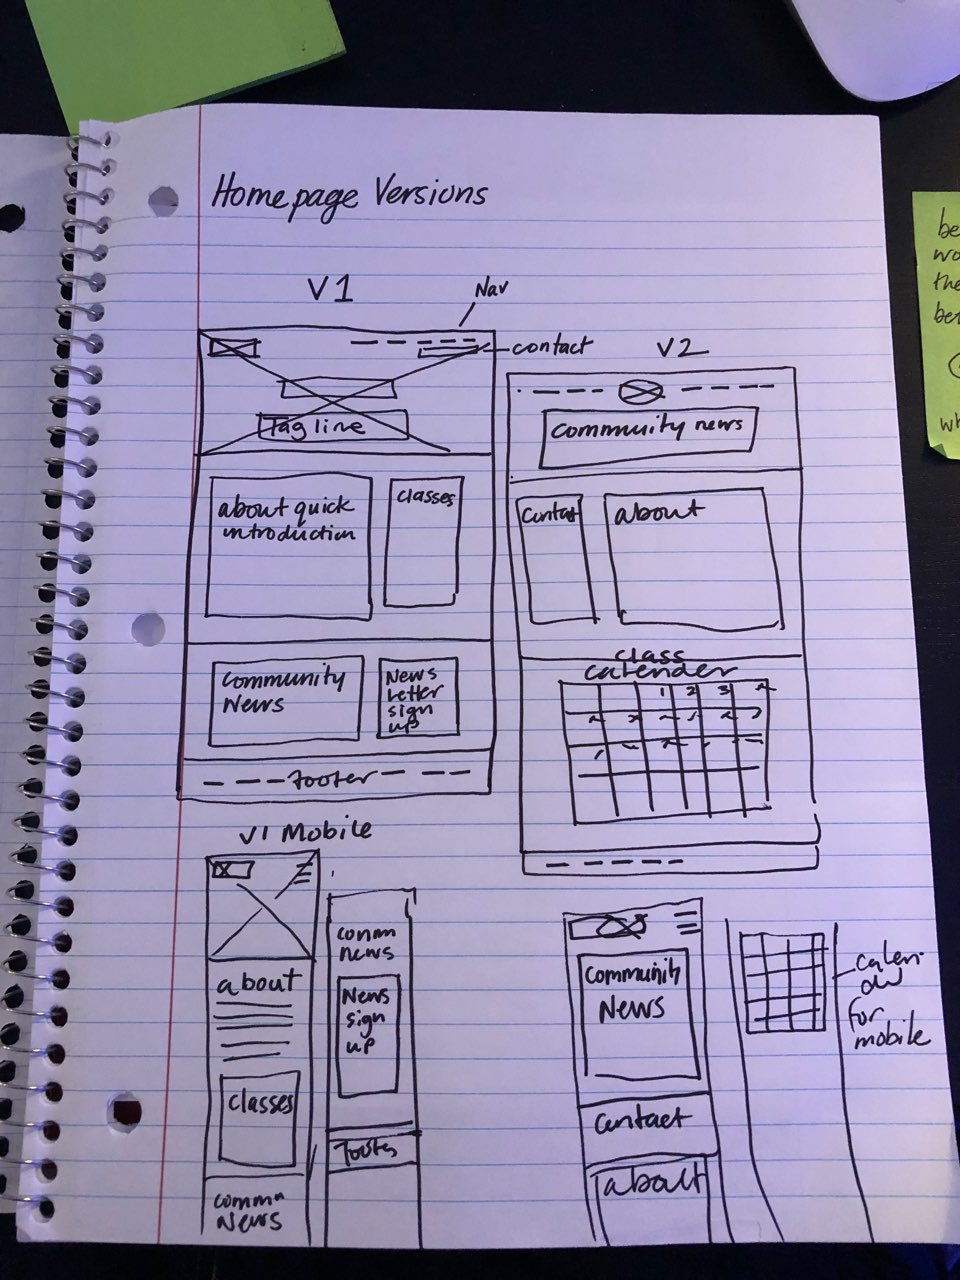 Homepage Versions
V1
Nav
contact
Tag line
about quick
introduction
classes
Community
News
News
Letter
sign
up
footer
V2
community news
contact
about
class
calender
1 2 3
V1 Mobile
about
classes
comm
News
comm
news
News
sign
up
footer
Community
News
contact
about
calen-
for
mobile
be
wo
the
be
wh